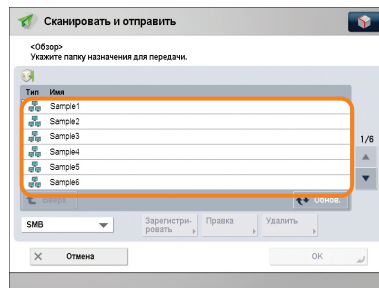 Сканировать и отправить
<Обзор>
Укажите папку назначения для передачи.
Тип Имя
Sample1
Sample2
Sample3
Sample4
Sample5
Sample6
1/6
Вверх
Обнов.
SMB
Зарегистри-
ровать
Правка
Удалить
Отмена
OK